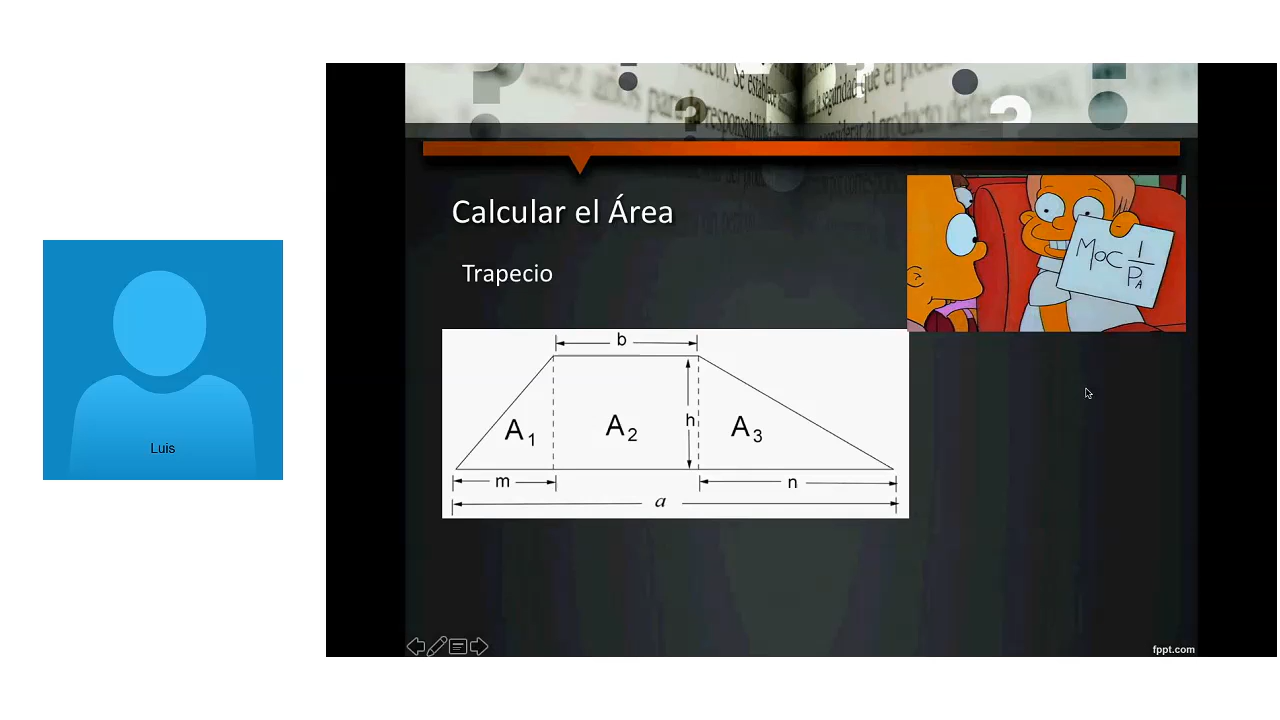 Calcular el Área
Trapecio
MOC 1
PA
b
A1
A2
h
A3
m
n
a
Luis
fppt.com